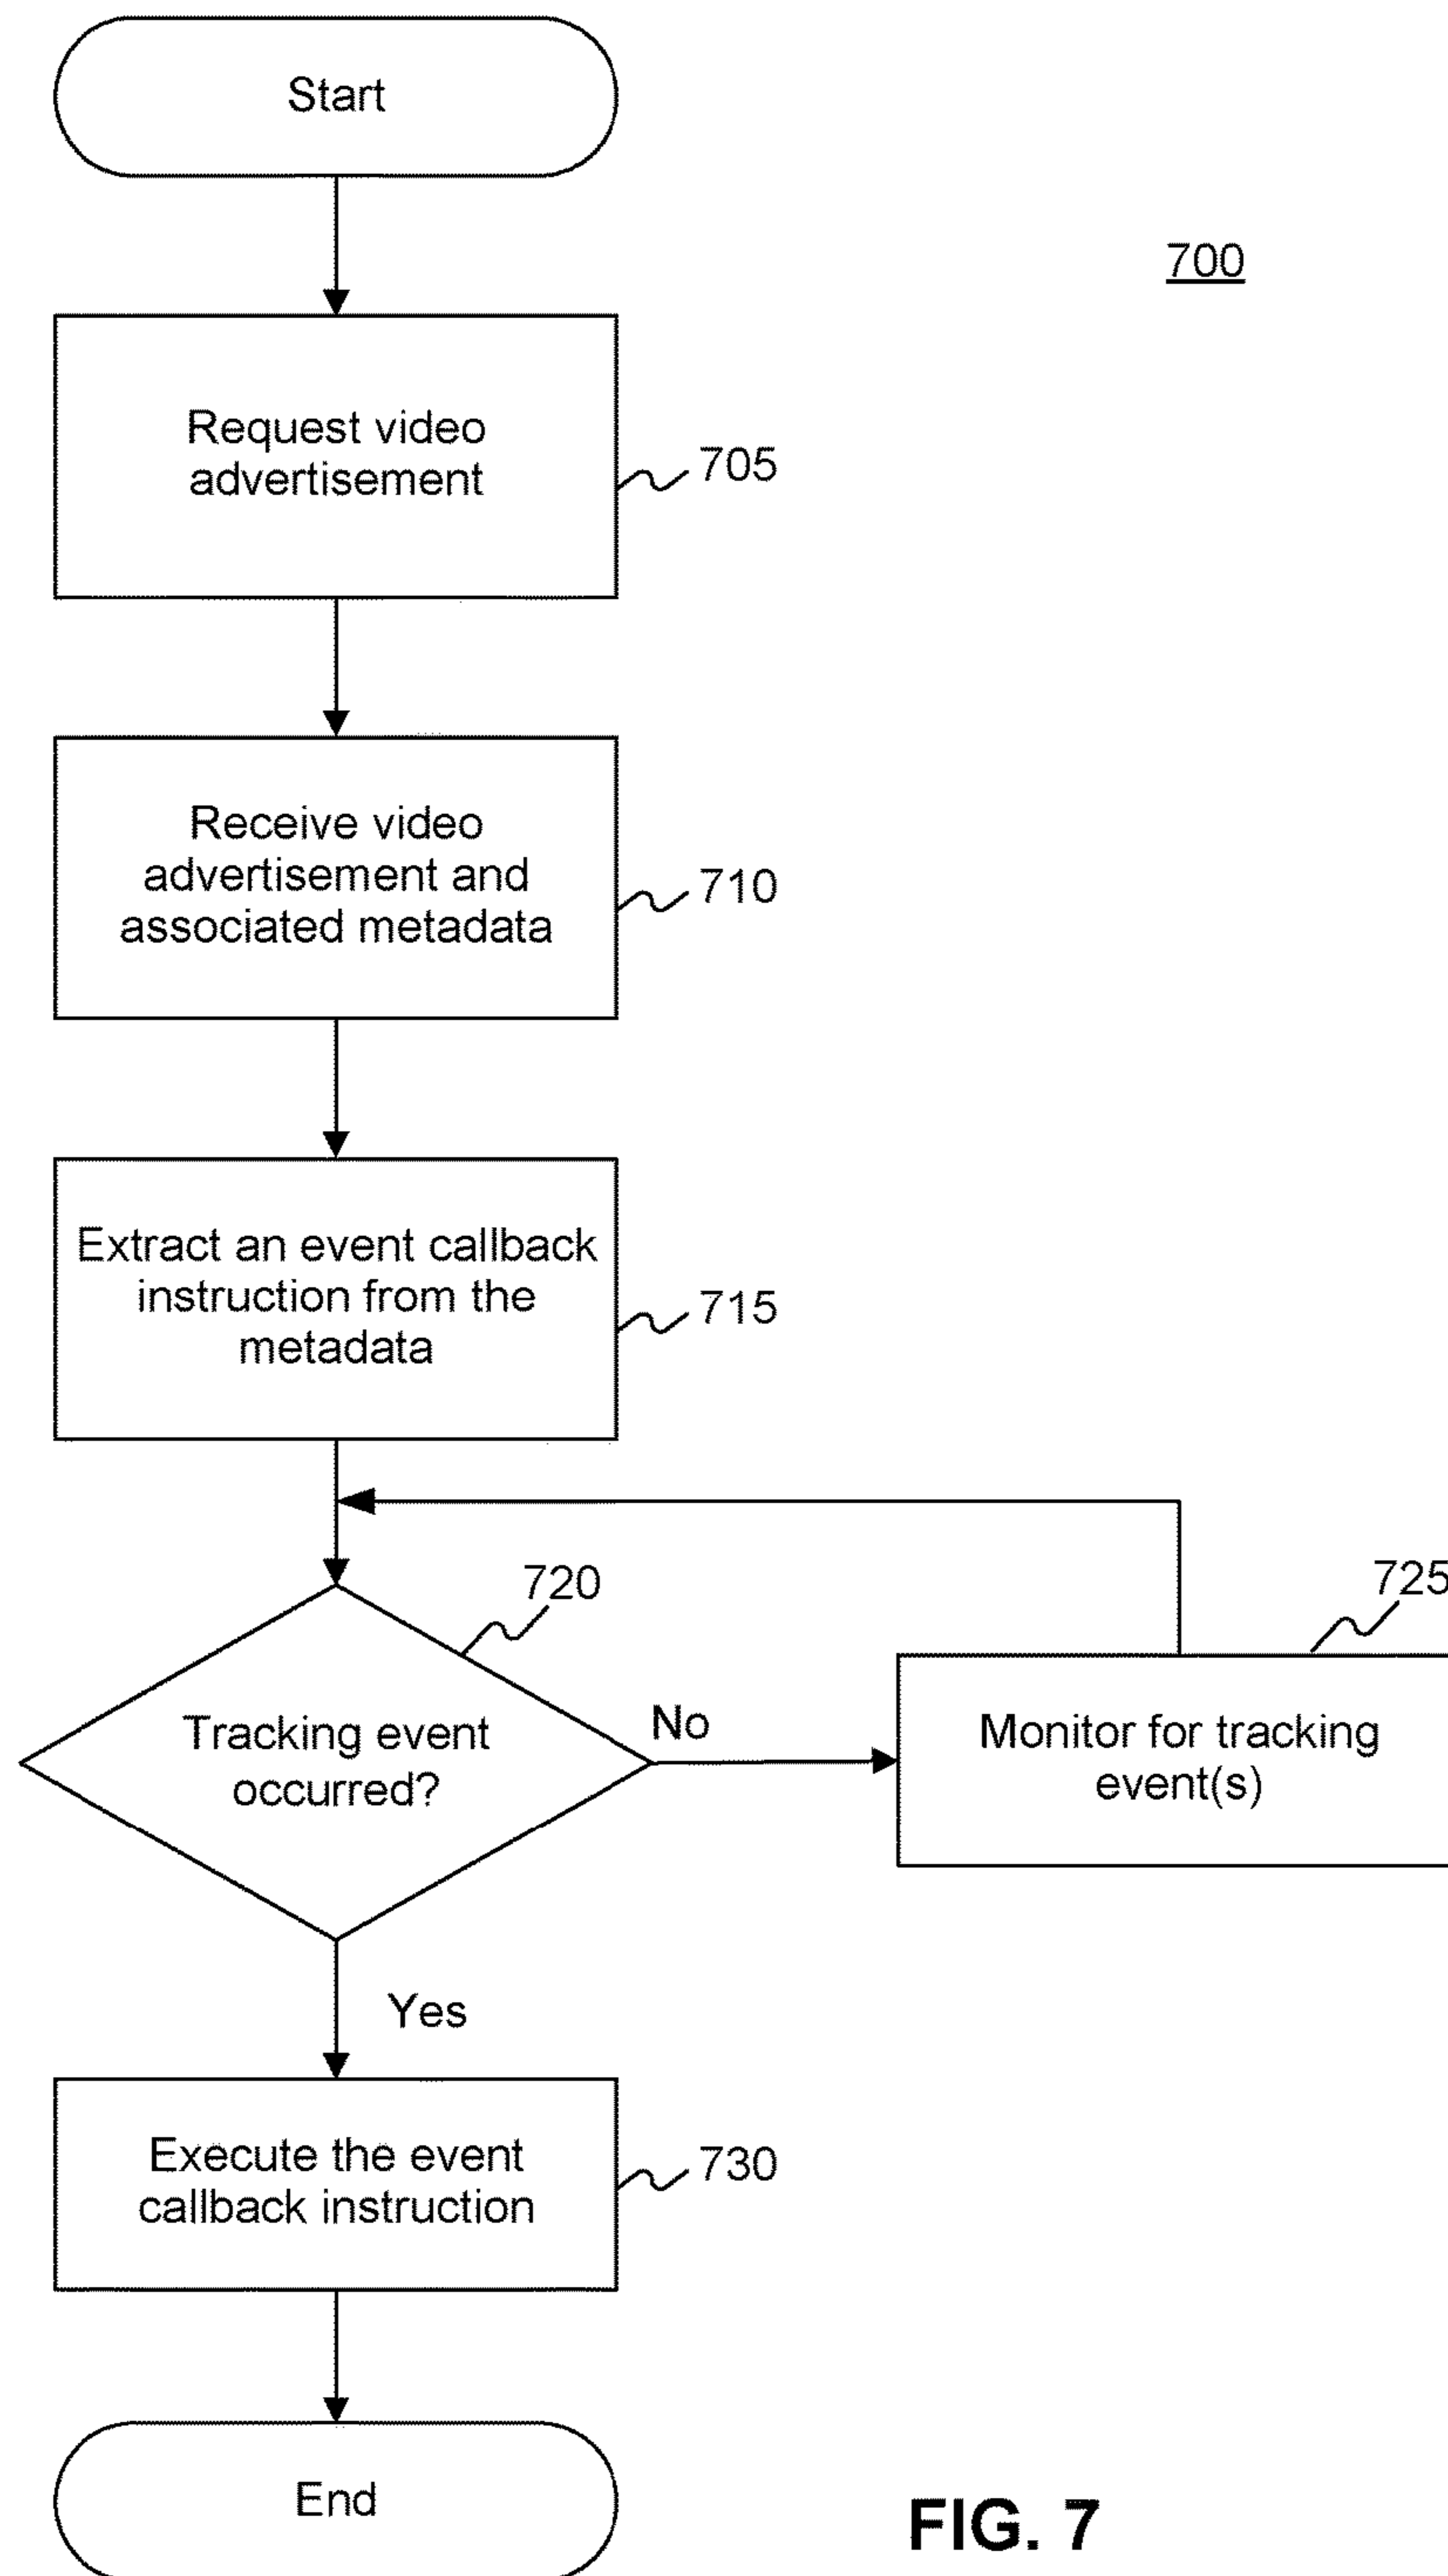 Start
700
Request video
advertisement
705
Receive video
advertisement and
associated metadata
710
Extract an event callback
instruction from the
metadata
715
720
725
Tracking event
occurred?
No
Monitor for tracking
event(s)
Yes
Execute the event
callback instruction
730
End
FIG. 7